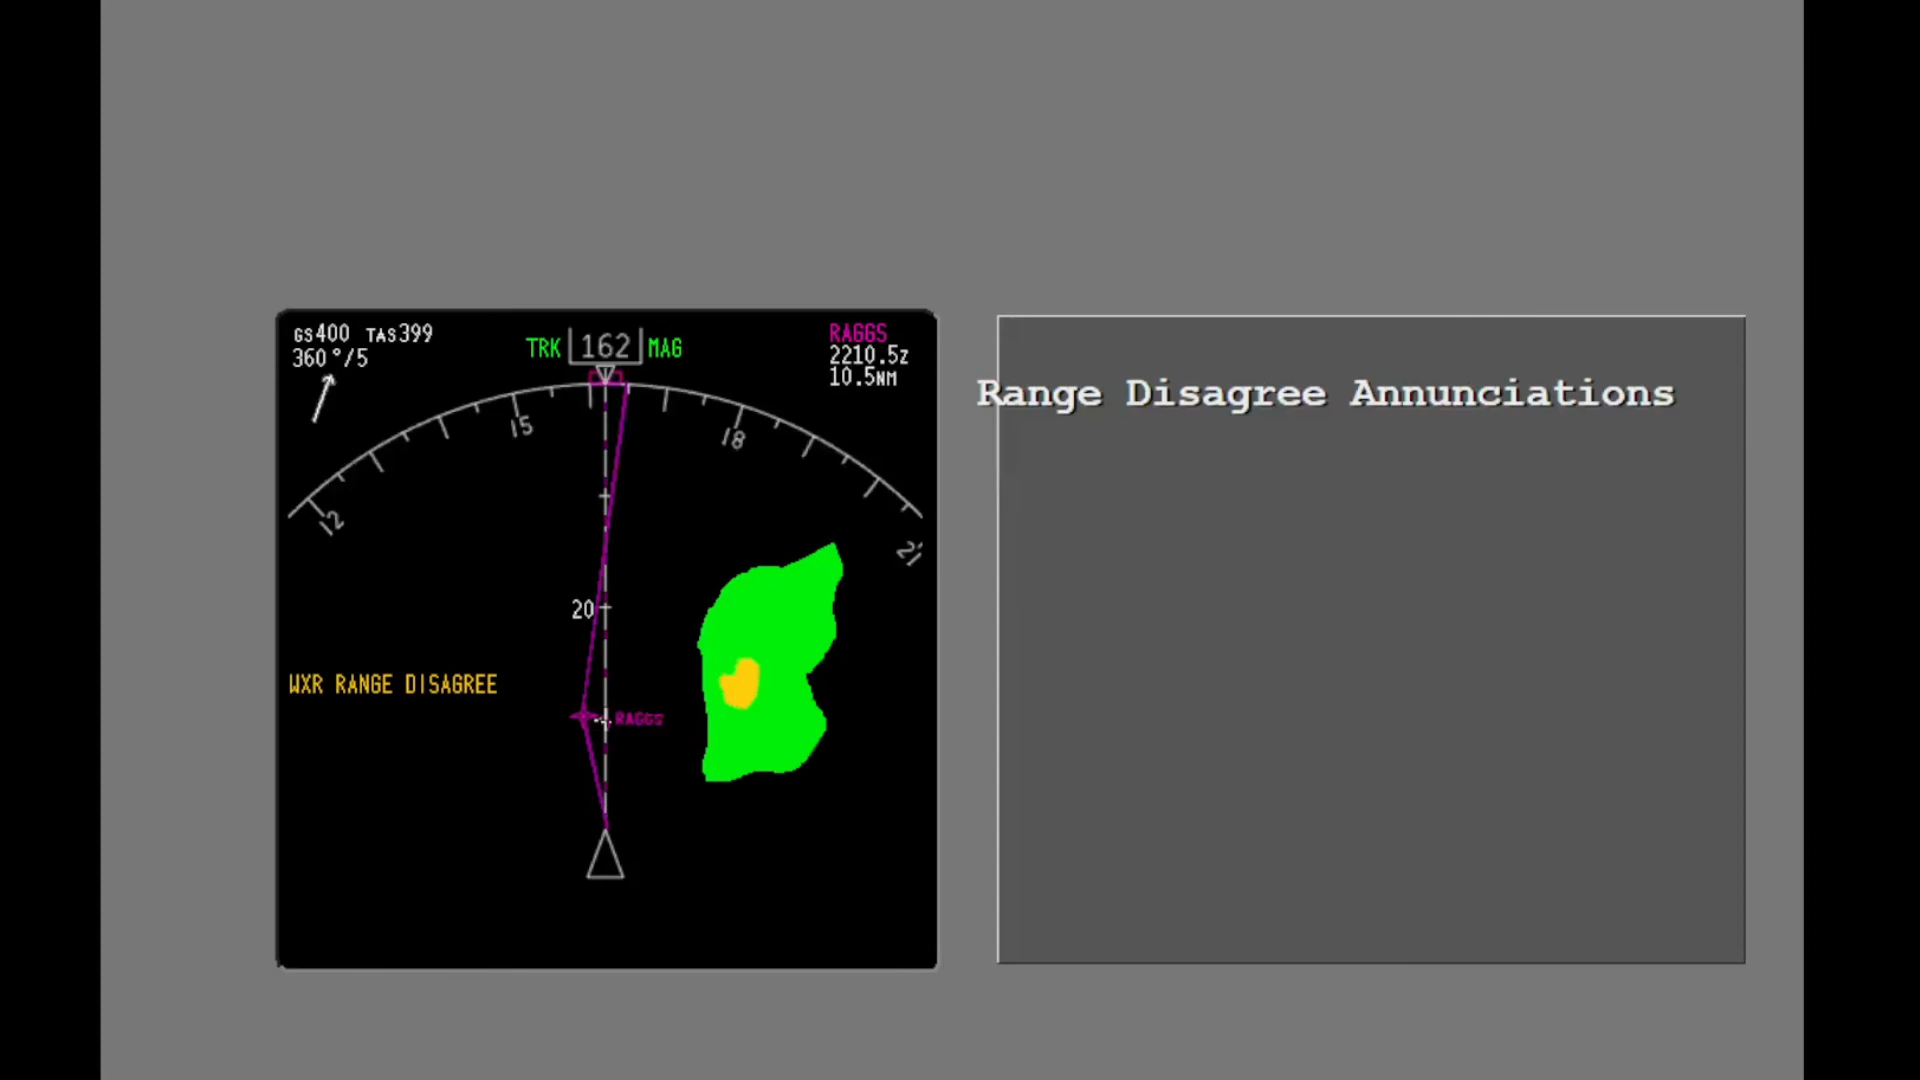 GS400 TAS399
360°/5
TRK 162 MAG
RAGGS
2210.5z
10.5NM
Range Disagree Annunciations
15
18
12
21
20
WXR RANGE DISAGREE
RAGGS